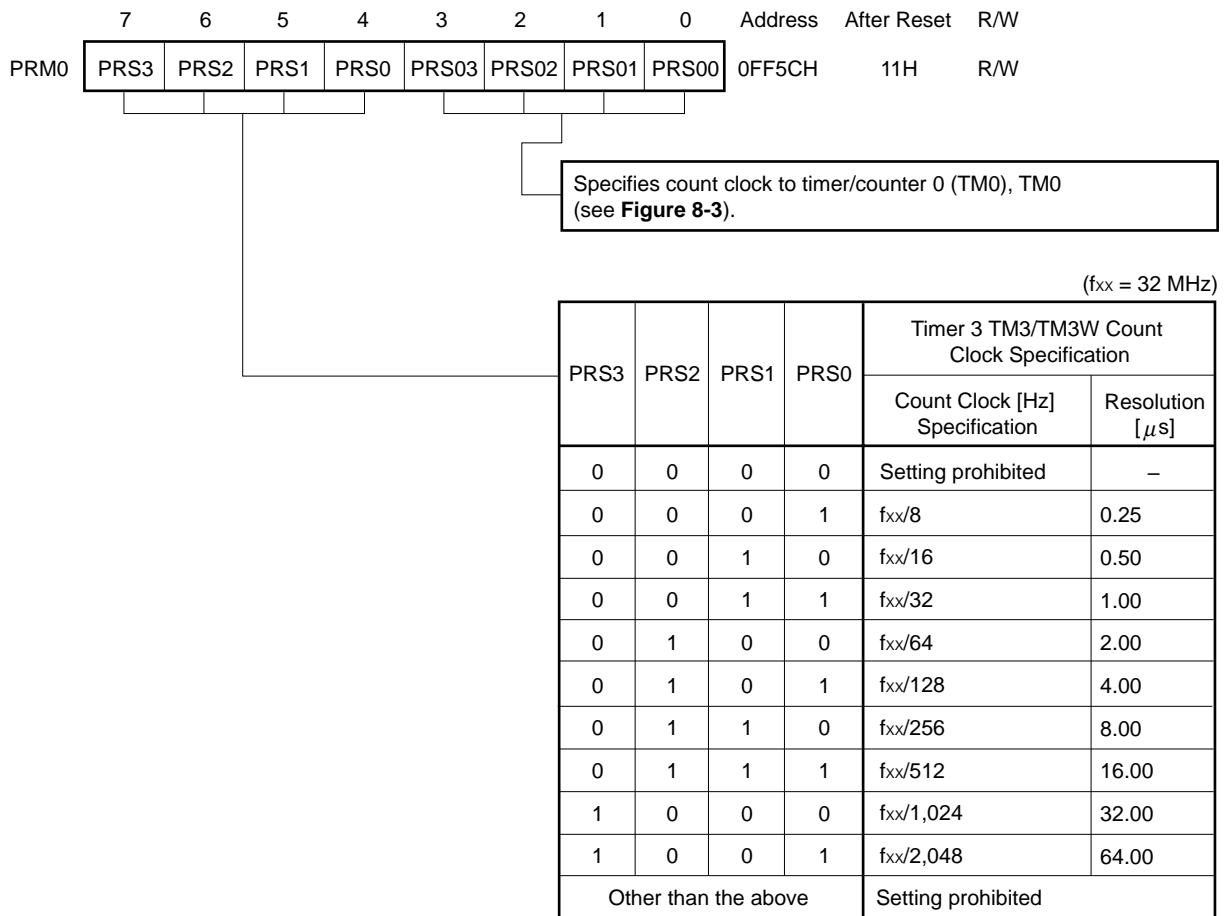 7 6 5 4 3 2 1 0 Address After Reset R/W
PRM0 PRS3 PRS2 PRS1 PRS0 PRS03 PRS02 PRS01 PRS00 0FF5CH 11H R/W
Specifies count clock to timer/counter 0 (TM0), TM0
(see Figure 8-3).
(fxx = 32 MHz)
PRS3 PRS2 PRS1 PRS0
Timer 3 TM3/TM3W Count
Clock Specification
Count Clock [Hz]
Specification
Resolution
[μs]
0 0 0 0 Setting prohibited –
0 0 0 1 fxx/8 0.25
0 0 1 0 fxx/16 0.50
0 0 1 1 fxx/32 1.00
0 1 0 0 fxx/64 2.00
0 1 0 1 fxx/128 4.00
0 1 1 0 fxx/256 8.00
0 1 1 1 fxx/512 16.00
1 0 0 0 fxx/1,024 32.00
1 0 0 1 fxx/2,048 64.00
Other than the above Setting prohibited